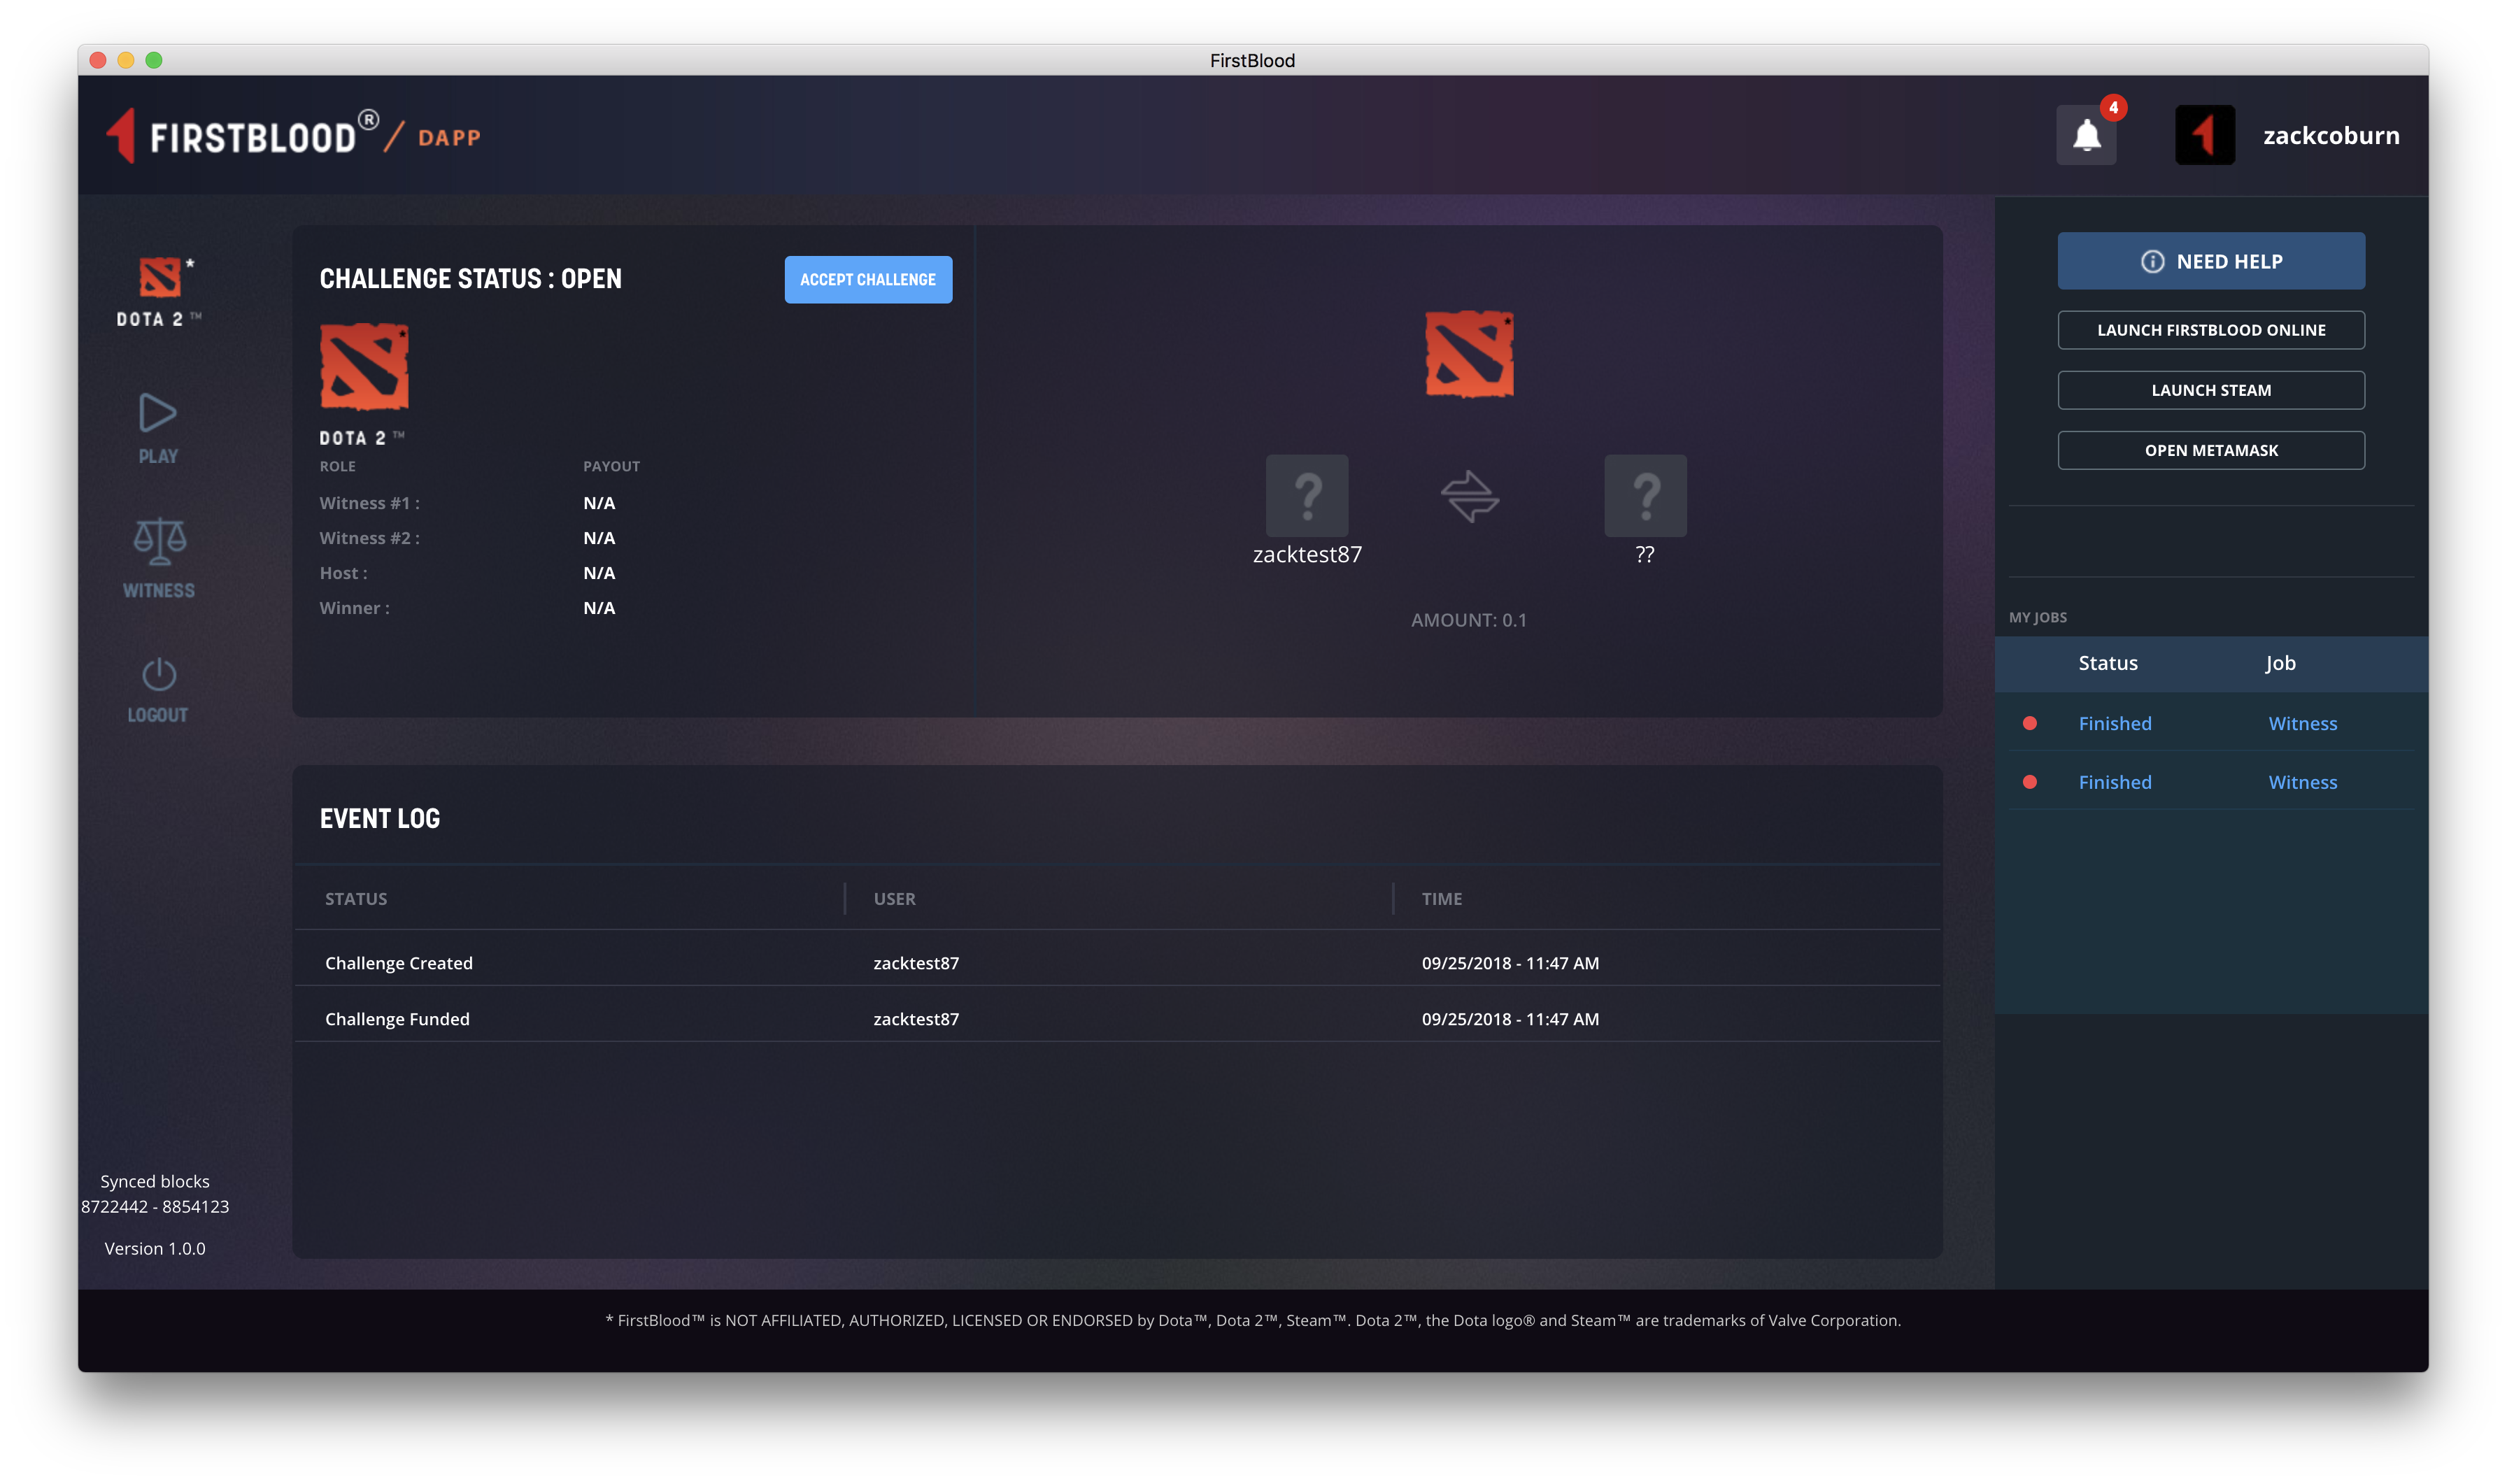 FirstBlood
FIRSTBLOOD® / DAPP
4
zackcoburn
*
DOTA 2 ™
PLAY
WITNESS
LOGOUT
Synced blocks
8722442 - 8854123
Version 1.0.0
CHALLENGE STATUS : OPEN
ACCEPT CHALLENGE
DOTA 2 ™
ROLE PAYOUT
Witness #1 : N/A
Witness #2 : N/A
Host : N/A
Winner : N/A
? ?
zacktest87 ??
AMOUNT: 0.1
EVENT LOG
STATUS USER TIME
Challenge Created zacktest87 09/25/2018 - 11:47 AM
Challenge Funded zacktest87 09/25/2018 - 11:47 AM
NEED HELP
LAUNCH FIRSTBLOOD ONLINE
LAUNCH STEAM
OPEN METAMASK
MY JOBS
Status Job
Finished Witness
Finished Witness
* FirstBlood™ is NOT AFFILIATED, AUTHORIZED, LICENSED OR ENDORSED by Dota™, Dota 2™, Steam™. Dota 2™, the Dota logo® and Steam™ are trademarks of Valve Corporation.